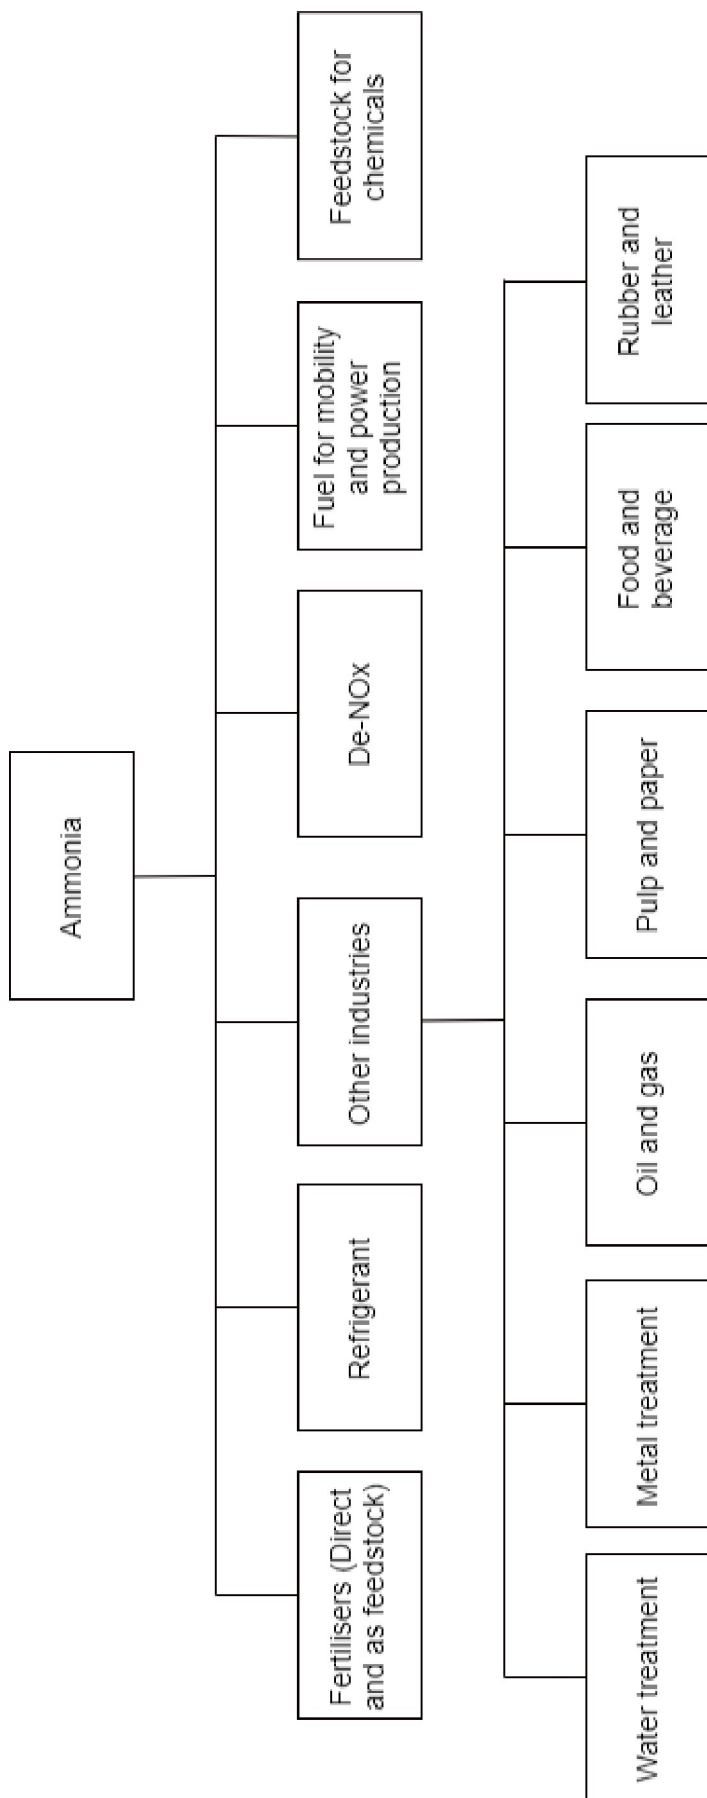 Ammonia
Fertilisers (Direct
and as feedstock)
Refrigerant
Other industries
De-NOx
Fuel for mobility
and power
production
Feedstock for
chemicals
Water treatment
Metal treatment
Oil and gas
Pulp and paper
Food and
beverage
Rubber and
leather